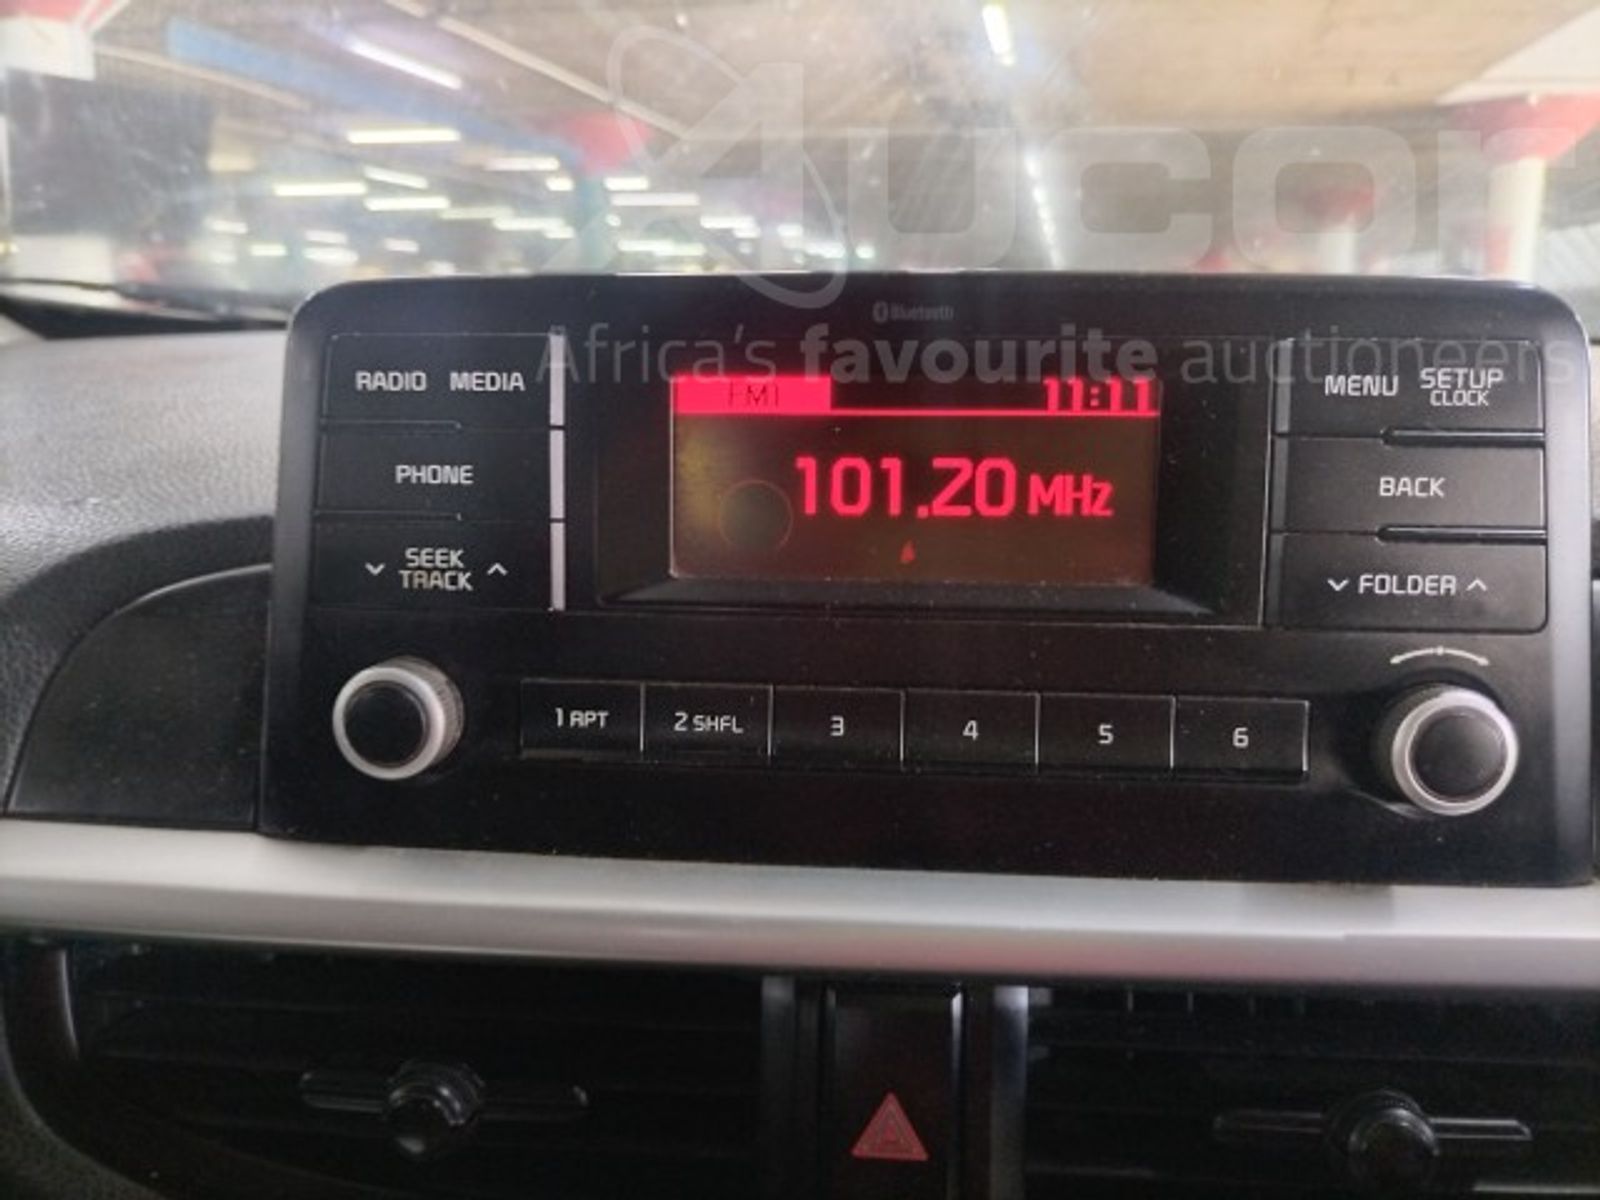 Aucor
Africa's favourite auctioneers
Bluetooth
RADIO MEDIA
FM1 11:11
MENU SETUP
CLOCK
PHONE
101.20 MHz
BACK
SEEK
TRACK
FOLDER
1 RPT 2 SHFL 3 4 5 6